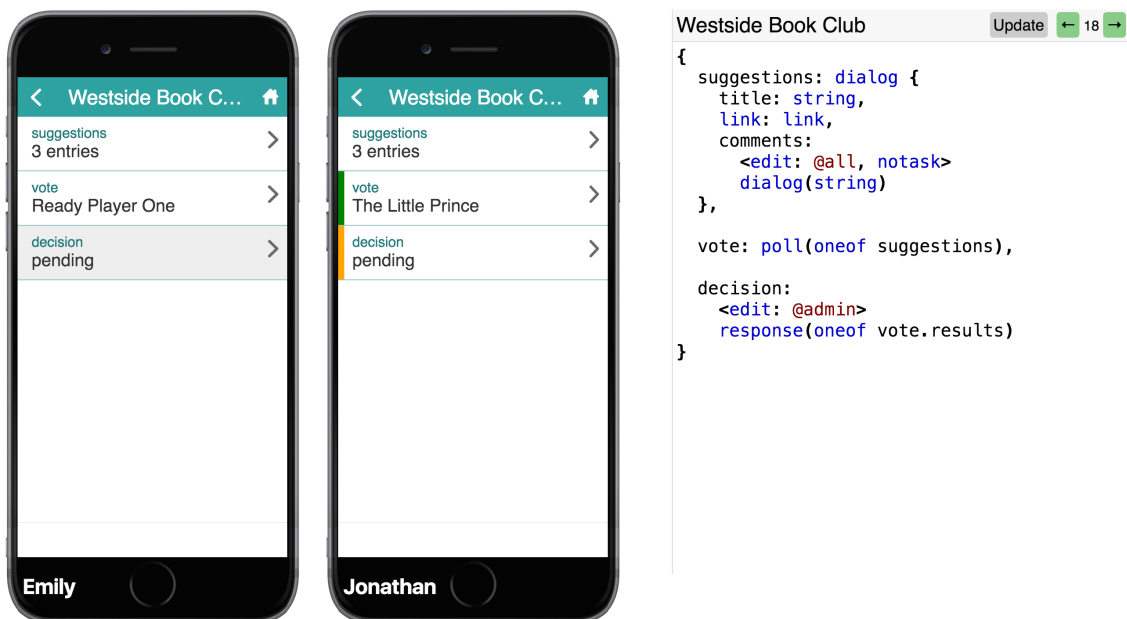 Westside Book C...
suggestions
3 entries
vote
Ready Player One
decision
pending
Emily
Westside Book C...
suggestions
3 entries
vote
The Little Prince
decision
pending
Jonathan
Westside Book Club
Update ← 18 →
{
  suggestions: dialog {
    title: string,
    link: link,
    comments:
      <edit: @all, notask>
      dialog(string)
  },
  vote: poll(oneof suggestions),
  decision:
    <edit: @admin>
    response(oneof vote.results)
}